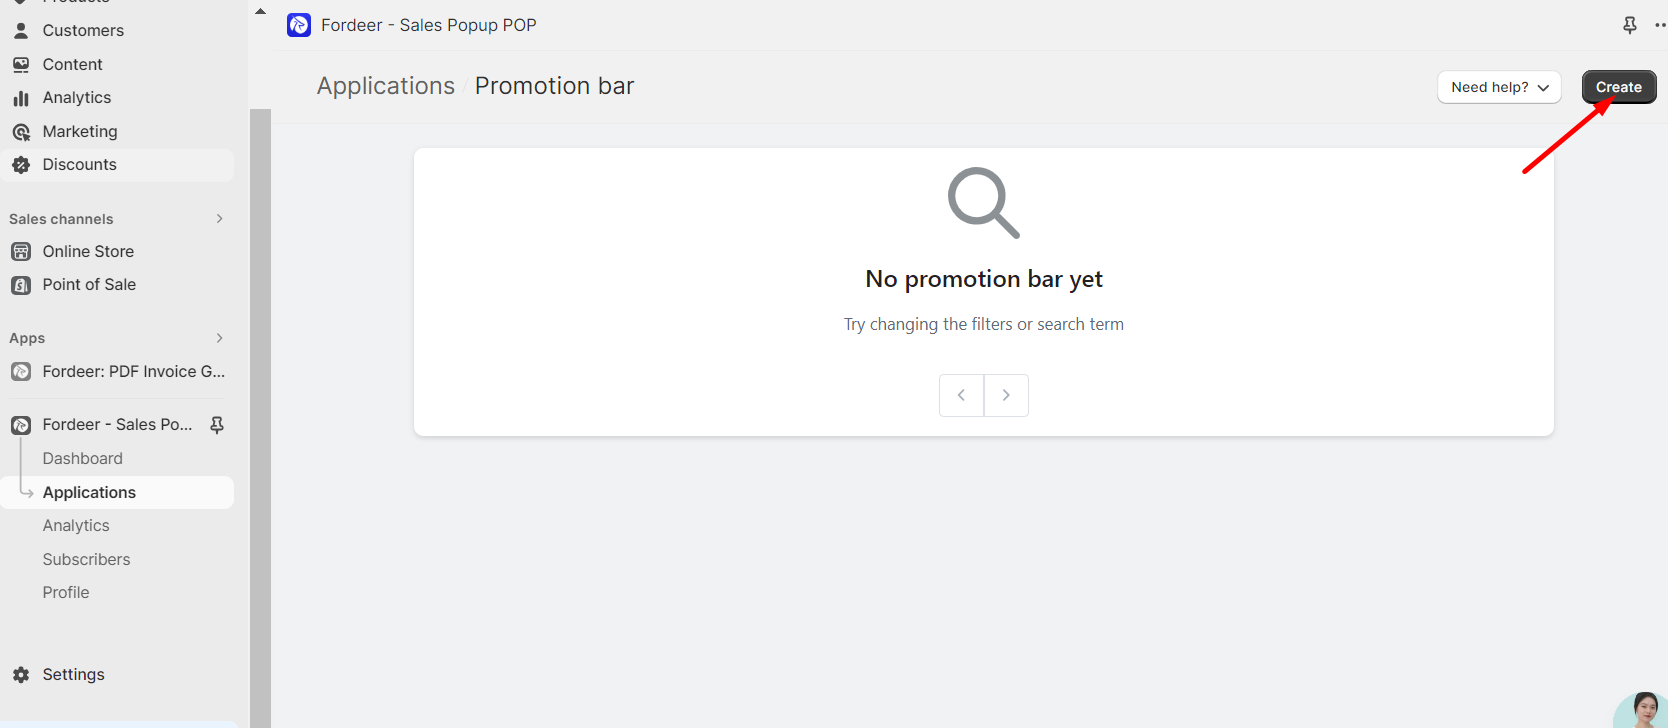 Products
Customers
Content
Analytics
Marketing
Discounts
Sales channels
Online Store
Point of Sale
Apps
Fordeer: PDF Invoice G...
Fordeer - Sales Po...
Dashboard
Applications
Analytics
Subscribers
Profile
Settings
Fordeer - Sales Popup POP
Applications / Promotion bar
Need help?
Create
No promotion bar yet
Try changing the filters or search term